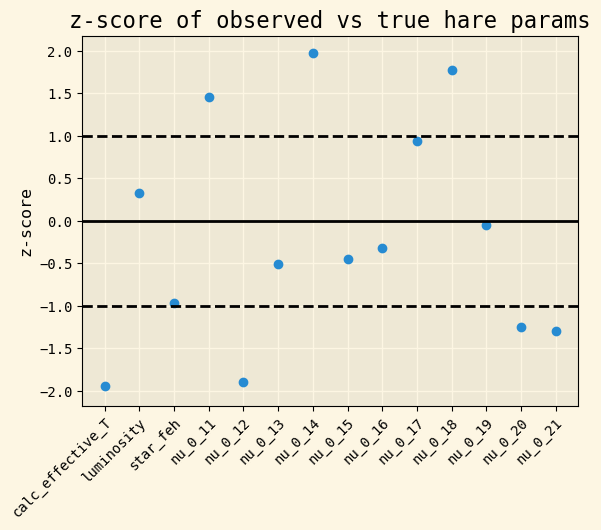 z-score of observed vs true hare params
z-score
2.0
1.5
1.0
0.5
0.0
−0.5
−1.0
−1.5
−2.0
calc_effective_T
luminosity
star_feh
nu_0_11
nu_0_12
nu_0_13
nu_0_14
nu_0_15
nu_0_16
nu_0_17
nu_0_18
nu_0_19
nu_0_20
nu_0_21